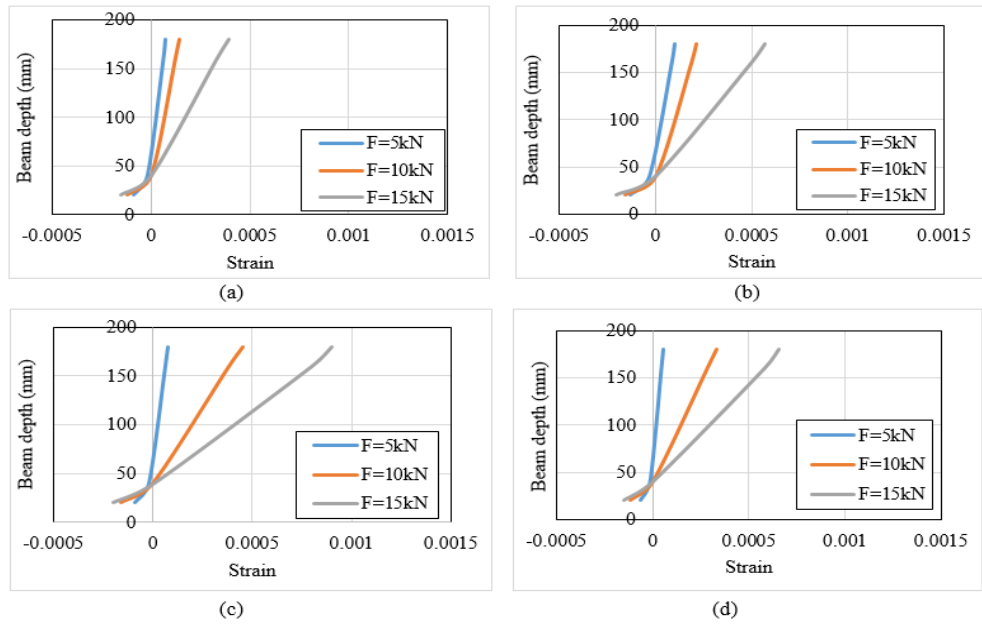 200
150
100
50
0
Beam depth (mm)
F=5kN
F=10kN
F=15kN
-0.0005 0 0.0005 0.001 0.0015
Strain
(a)
200
150
100
50
0
Beam depth (mm)
F=5kN
F=10kN
F=15kN
-0.0005 0 0.0005 0.001 0.0015
Strain
(b)
200
150
100
50
0
Beam depth (mm)
F=5kN
F=10kN
F=15kN
-0.0005 0 0.0005 0.001 0.0015
Strain
(c)
200
150
100
50
0
Beam depth (mm)
F=5kN
F=10kN
F=15kN
-0.0005 0 0.0005 0.001 0.0015
Strain
(d)